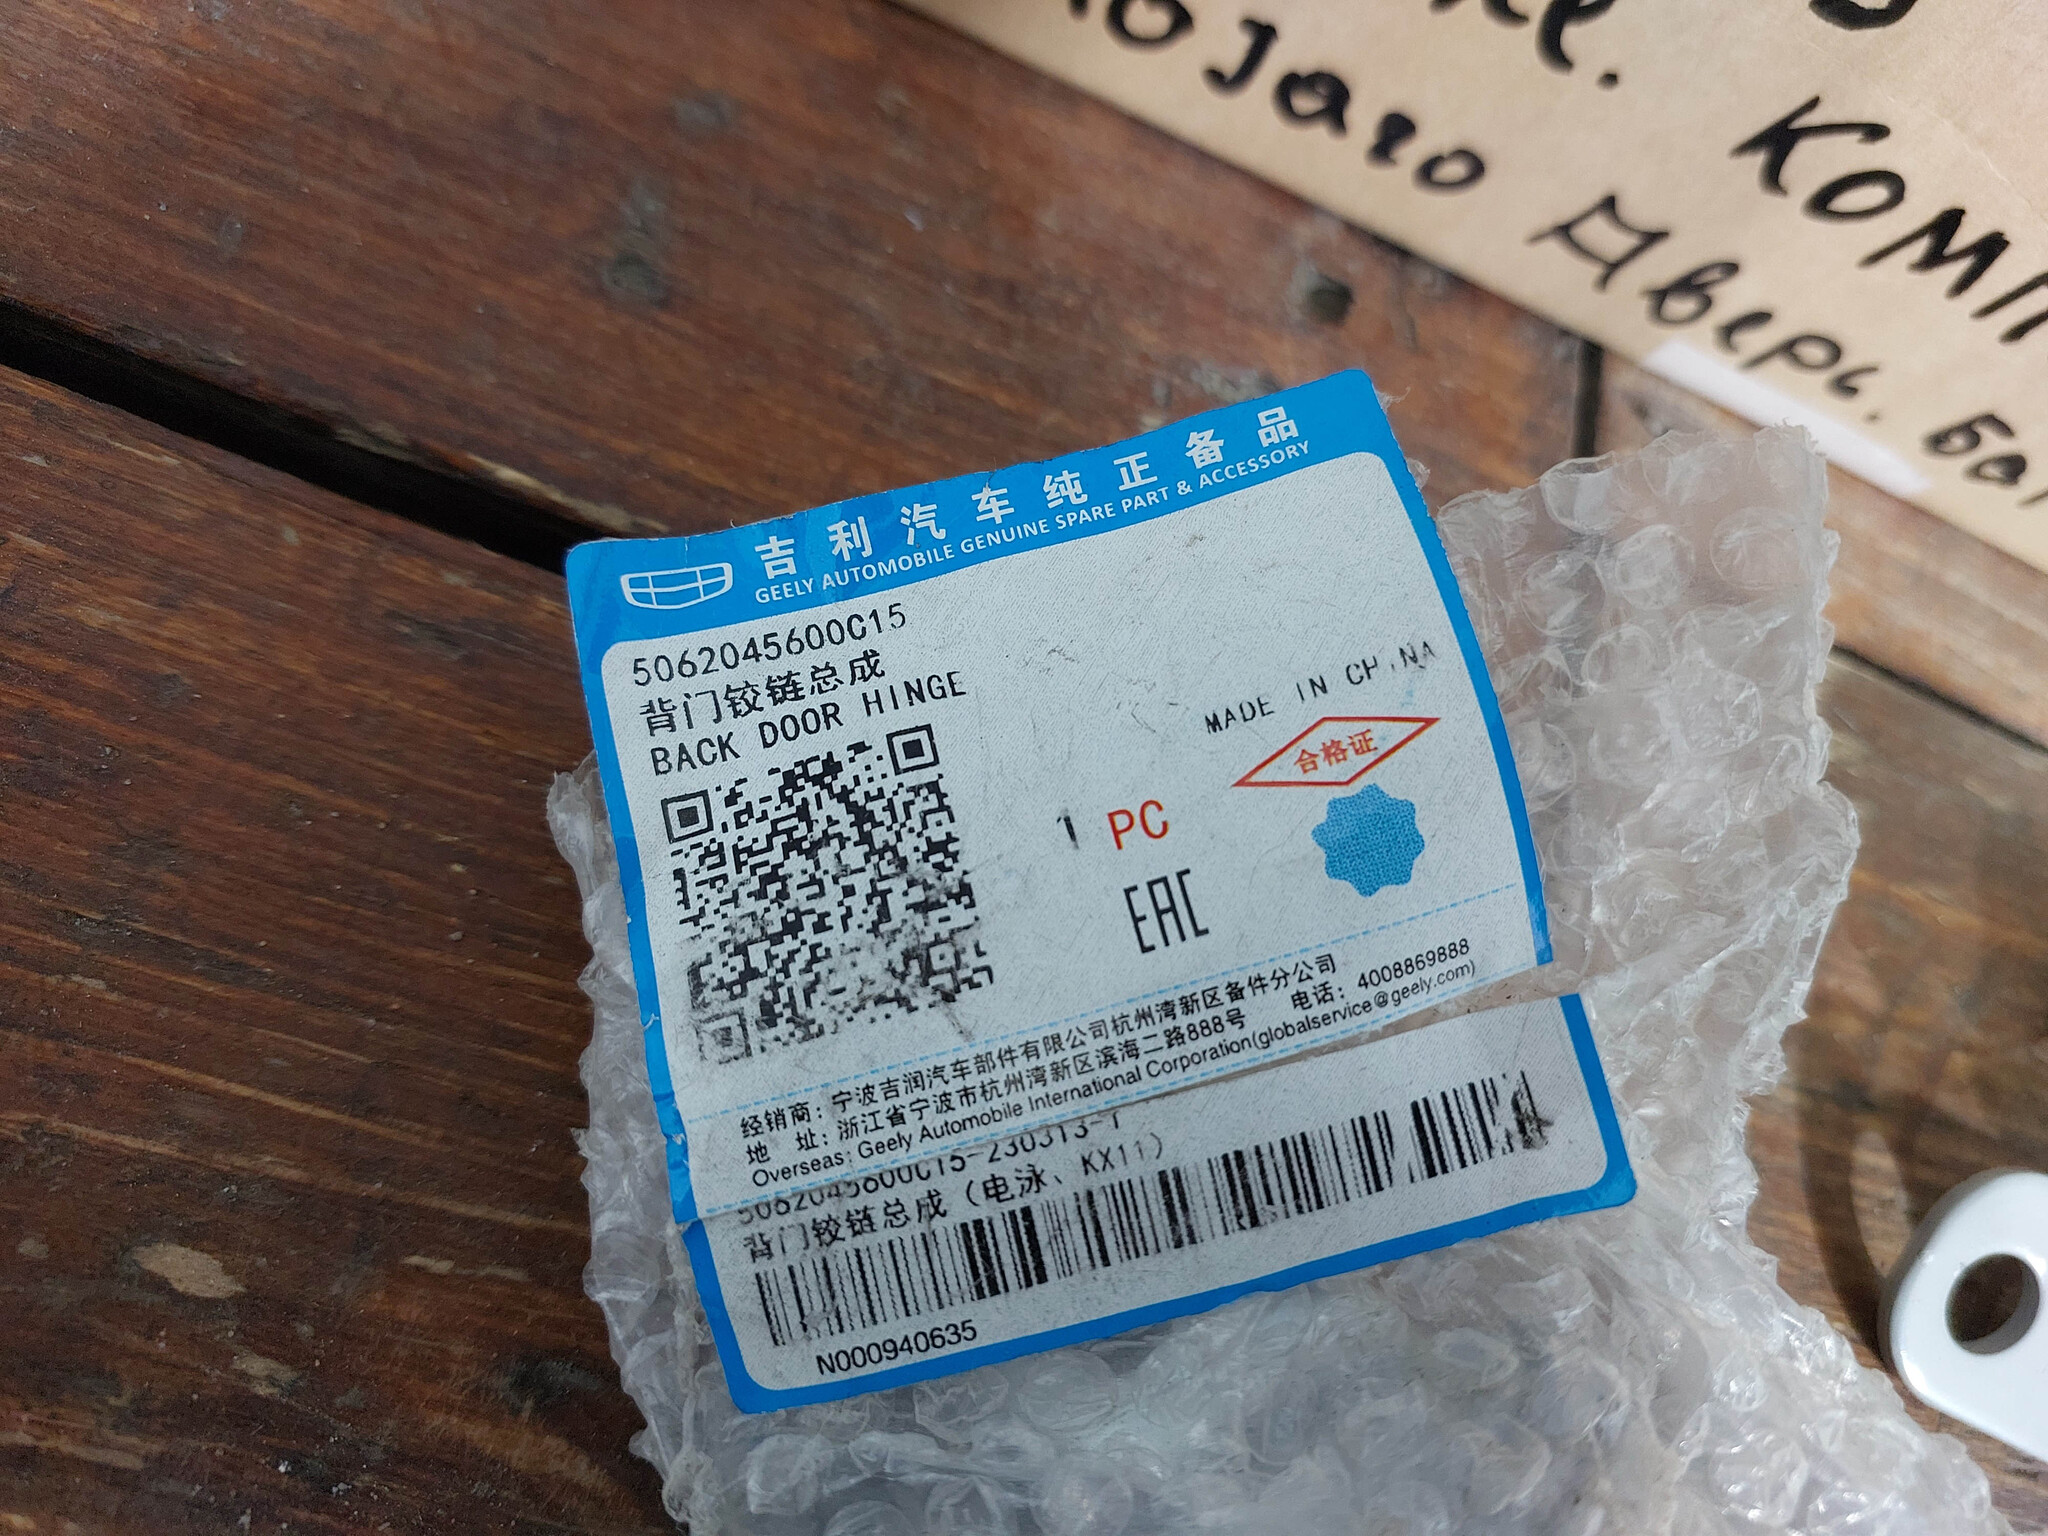 Jaго Дверь.
吉利汽车纯正备品
GEELY AUTOMOBILE GENUINE SPARE PART & ACCESSORY
5062045600C15
背门铰链总成
BACK DOOR HINGE
MADE IN CHINA
合格证
1 PC
EAC
经销商：宁波吉润汽车部件有限公司杭州湾新区备件分公司
地 址：浙江省宁波市杭州湾新区滨海二路888号 电话：4008869888
Overseas: Geely Automobile International Corporation(globalservice@geely.com)
5062045600C15-230313-1
背门铰链总成（电泳、KX11）
N000940635